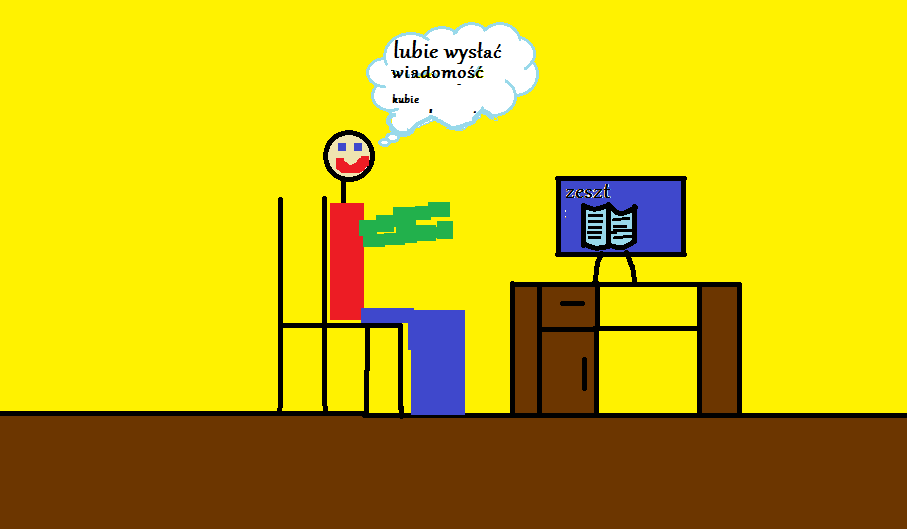 lubie wysłać
wiadomość
kubie
zeszt